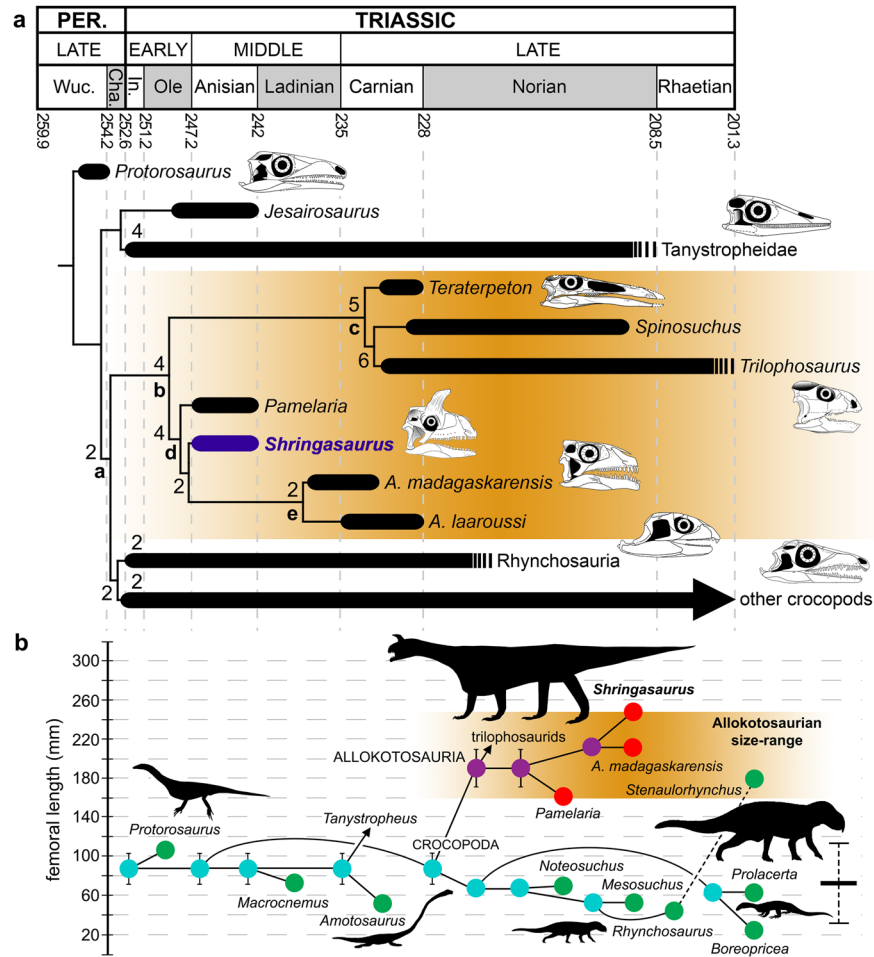 a
PER. TRIASSIC
LATE EARLY MIDDLE LATE
Wuc. Cha. In. Ole Anisian Ladinian Carnian Norian Rhaetian
259.9 254.2 252.6 251.2 247.2 242 235 228 208.5 201.3
Protorosaurus
Jesairosaurus
4
Tanystropheidae
Teraterpeton
5
c
Spinosuchus
6
Trilophosaurus
4
b
Pamelaria
4
d
Shringasaurus
2
a
2
2
A. madagaskarensis
e
A. laaroussi
2
Rhynchosauria
2
2
other crocopods
b
femoral length (mm)
300
260
220
180
140
100
60
20
Shringasaurus
Allokotosaurian
size-range
trilophosaurids
ALLOKOTOSAURIA
A. madagaskarensis
Stenaulorhynchus
Pamelaria
Protorosaurus
Tanystropheus
CROCOPODA
Macrocnemus
Amotosaurus
Noteosuchus
Mesosuchus
Prolacerta
Rhynchosaurus
Boreopricea